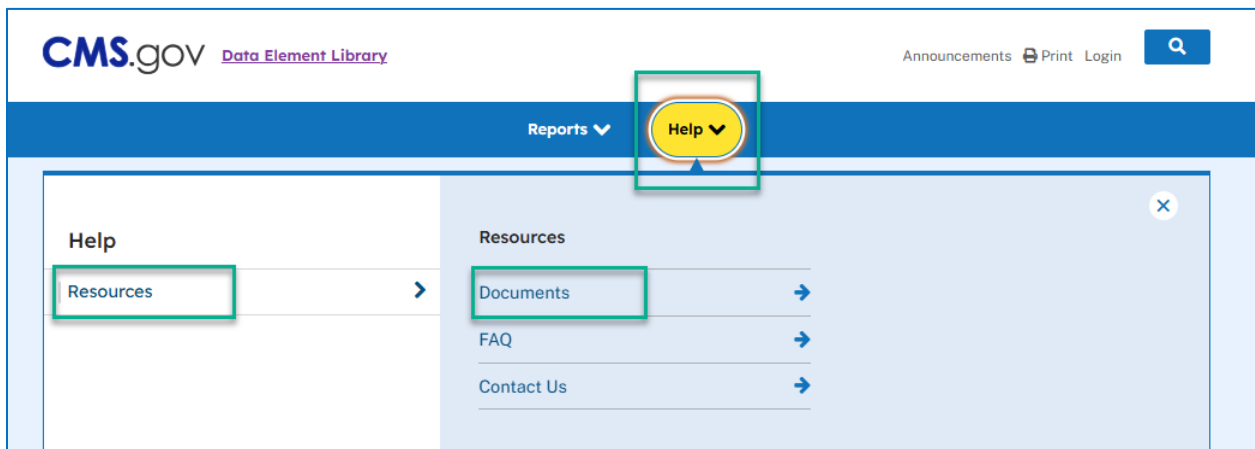 CMS.gov Data Element Library
Announcements Print Login
Reports Help
Help
Resources
Resources
Documents
FAQ
Contact Us